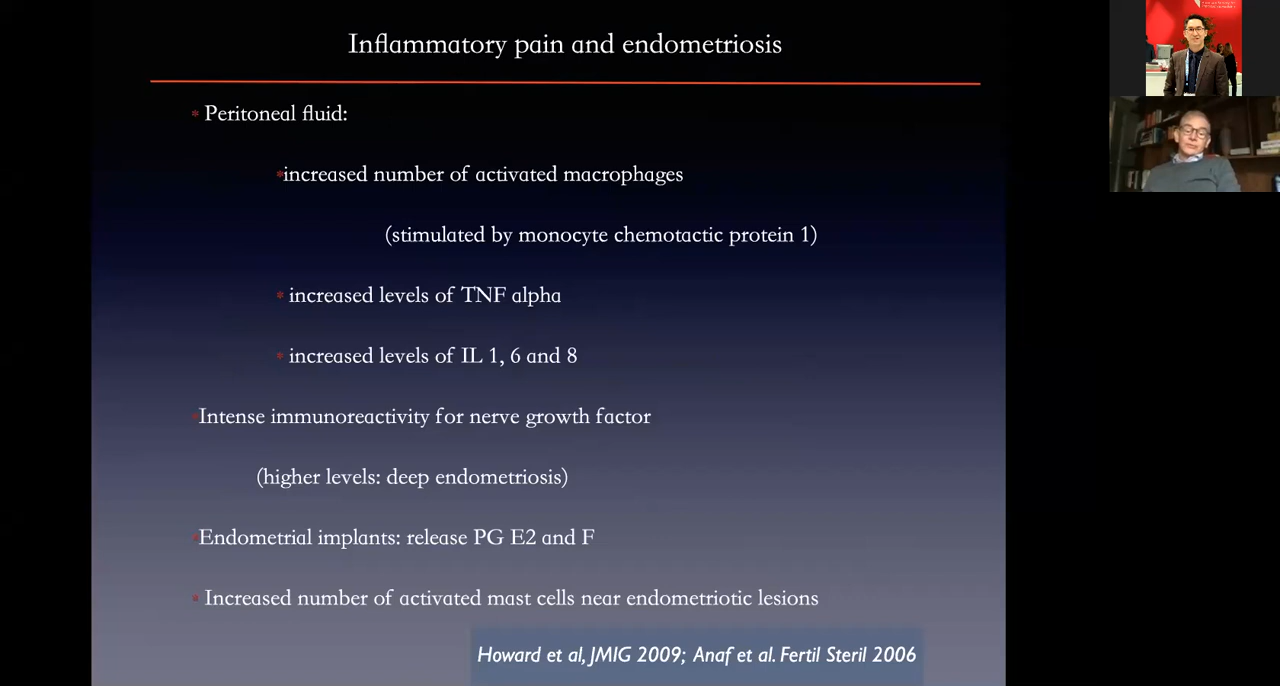 Inflammatory pain and endometriosis
* Peritoneal fluid:
*increased number of activated macrophages
(stimulated by monocyte chemotactic protein 1)
* increased levels of TNF alpha
* increased levels of IL 1, 6 and 8
*Intense immunoreactivity for nerve growth factor
(higher levels: deep endometriosis)
*Endometrial implants: release PG E2 and F
* Increased number of activated mast cells near endometriotic lesions
Howard et al, JMIG 2009; Anaf et al. Fertil Steril 2006